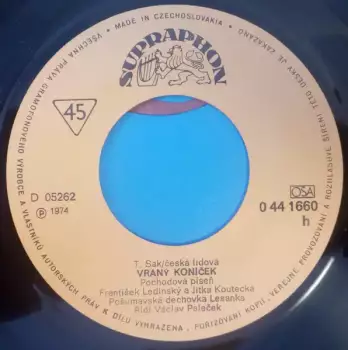 • MADE IN CZECHOSLOVAKIA •
VŠECHNA PRÁVA GRAMOFONOVÉHO VÝROBCE A VLASTNÍKŮ AUTORSKÝCH PRÁV K DÍLU VYHRAŽENA. POŘIZOVÁNÍ KOPIÍ, VEŘEJNÉ PROVOZOVÁNÍ A ROZHLASOVÉ ŠÍŘENÍ TÉTO DESKY JE ZAKÁZÁNO
SUPRAPHON
45
D 05262
Ⓟ 1974
OSA
0 44 1660
h
T. Sak/česká lidová
VRANÝ KONÍČEK
Pochodová píseň
František Ledinský a Jitka Koutecká
Pošumavská dechovka Lesanka
Řídí Václav Poláček